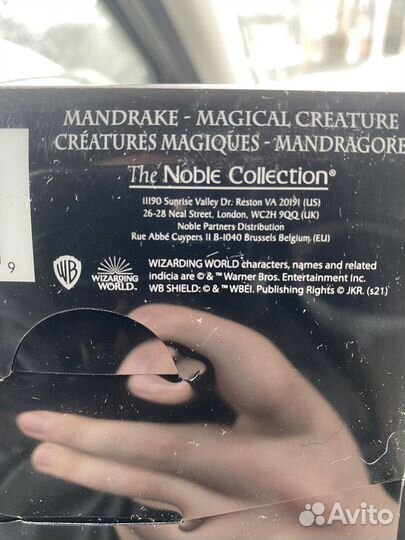 MANDRAKE - MAGICAL CREATURE
CRÉATURES MAGIQUES - MANDRAGORE
The NOBLE COLLECTION®
11190 Sunrise Valley Dr. Reston VA 20191 (US)
26-28 Neal Street, London, WC2H 9QQ (UK)
Noble Partners Distribution
Rue Abbé Cuypers 11 B-1040 Brussels Belgium, (EU)
WB
WIZARDING WORLD™
WIZARDING WORLD characters, names and related
indicia are © & ™ Warner Bros. Entertainment Inc.
WB SHIELD: © & ™ WBEI. Publishing Rights © JKR. (s21)
9
Avito